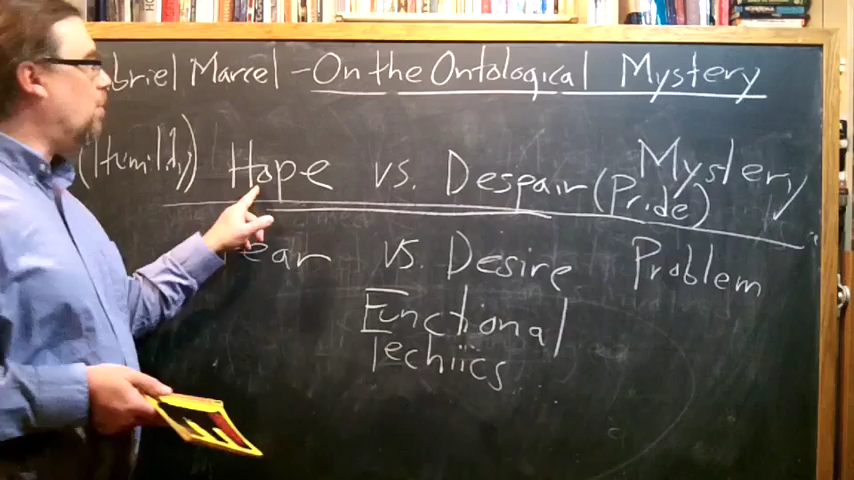 briel Marcel - On the Ontological Mystery
(Humility) Hope vs. Despair (Pride) Mystery
ear vs. Desire Problem
Functional
Techiics